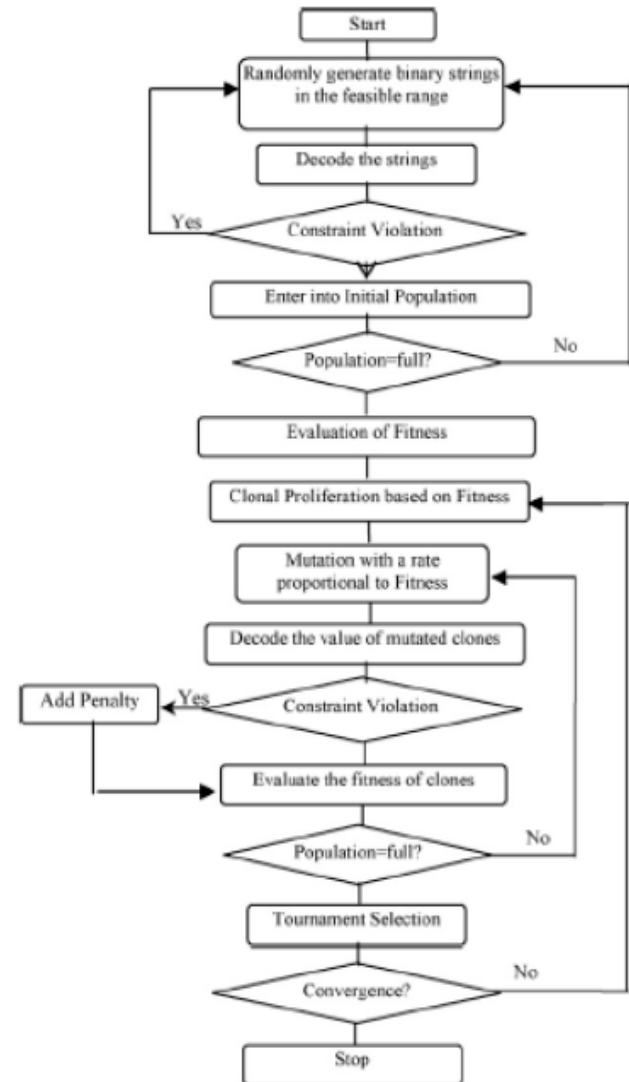 Start
Randomly generate binary strings
in the feasible range
Decode the strings
Yes
Constraint Violation
Enter into Initial Population
Population=full?
No
Evaluation of Fitness
Clonal Proliferation based on Fitness
Mutation with a rate
proportional to Fitness
Decode the value of mutated clones
Add Penalty
Yes
Constraint Violation
Evaluate the fitness of clones
Population=full?
No
Tournament Selection
Convergence?
No
Stop